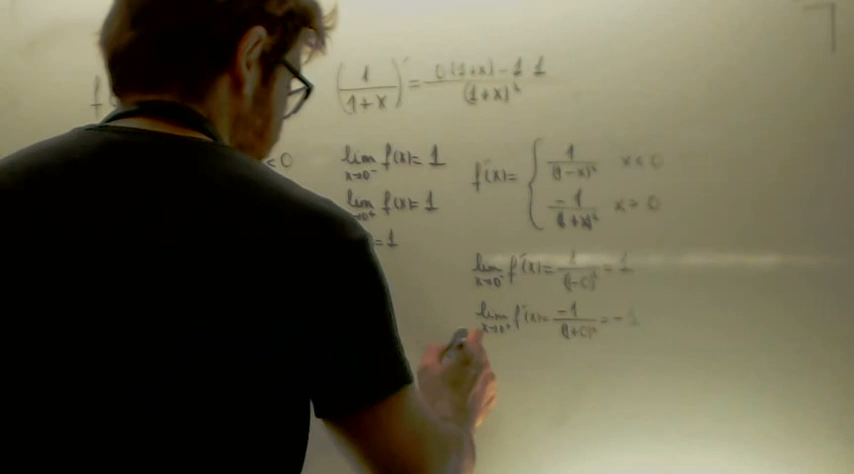 f(
(1/(1+x))' = (0·(1+x) - 1·1)/(1+x)²
< 0
lim x→0⁻ f(x) = 1
lim x→0⁺ f(x) = 1
= 1
f'(x) = { 1/(1-x)² x < 0
-1/(1+x)² x > 0
lim x→0⁻ f'(x) = 1/(1-0)² = 1
lim x→0⁺ f'(x) = -1/(1+0)² = -1